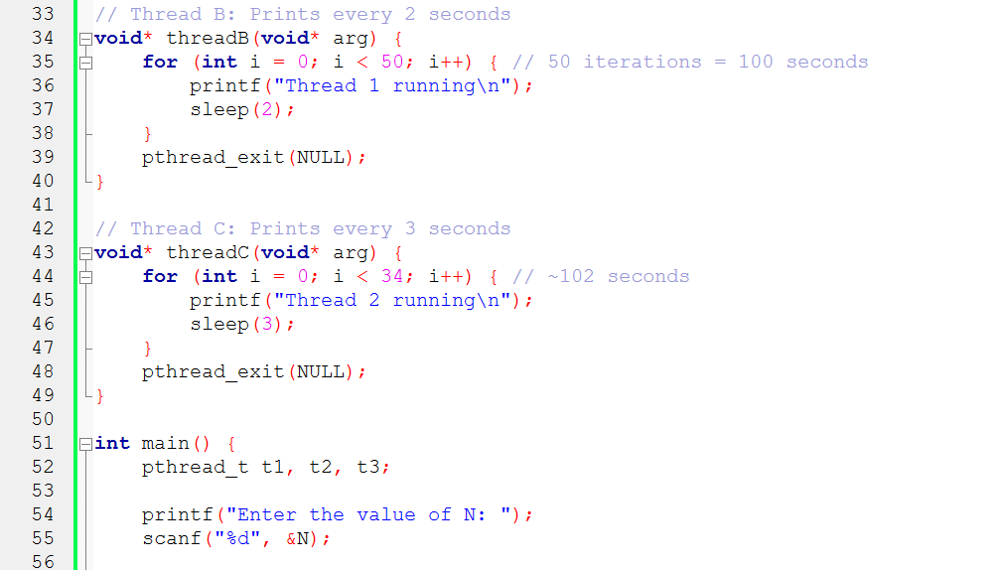 33 // Thread B: Prints every 2 seconds
34 void* threadB(void* arg) {
35     for (int i = 0; i < 50; i++) { // 50 iterations = 100 seconds
36         printf("Thread 1 running\n");
37         sleep(2);
38     }
39     pthread_exit(NULL);
40 }
41
42 // Thread C: Prints every 3 seconds
43 void* threadC(void* arg) {
44     for (int i = 0; i < 34; i++) { // ~102 seconds
45         printf("Thread 2 running\n");
46         sleep(3);
47     }
48     pthread_exit(NULL);
49 }
50
51 int main() {
52     pthread_t t1, t2, t3;
53
54     printf("Enter the value of N: ");
55     scanf("%d", &N);
56